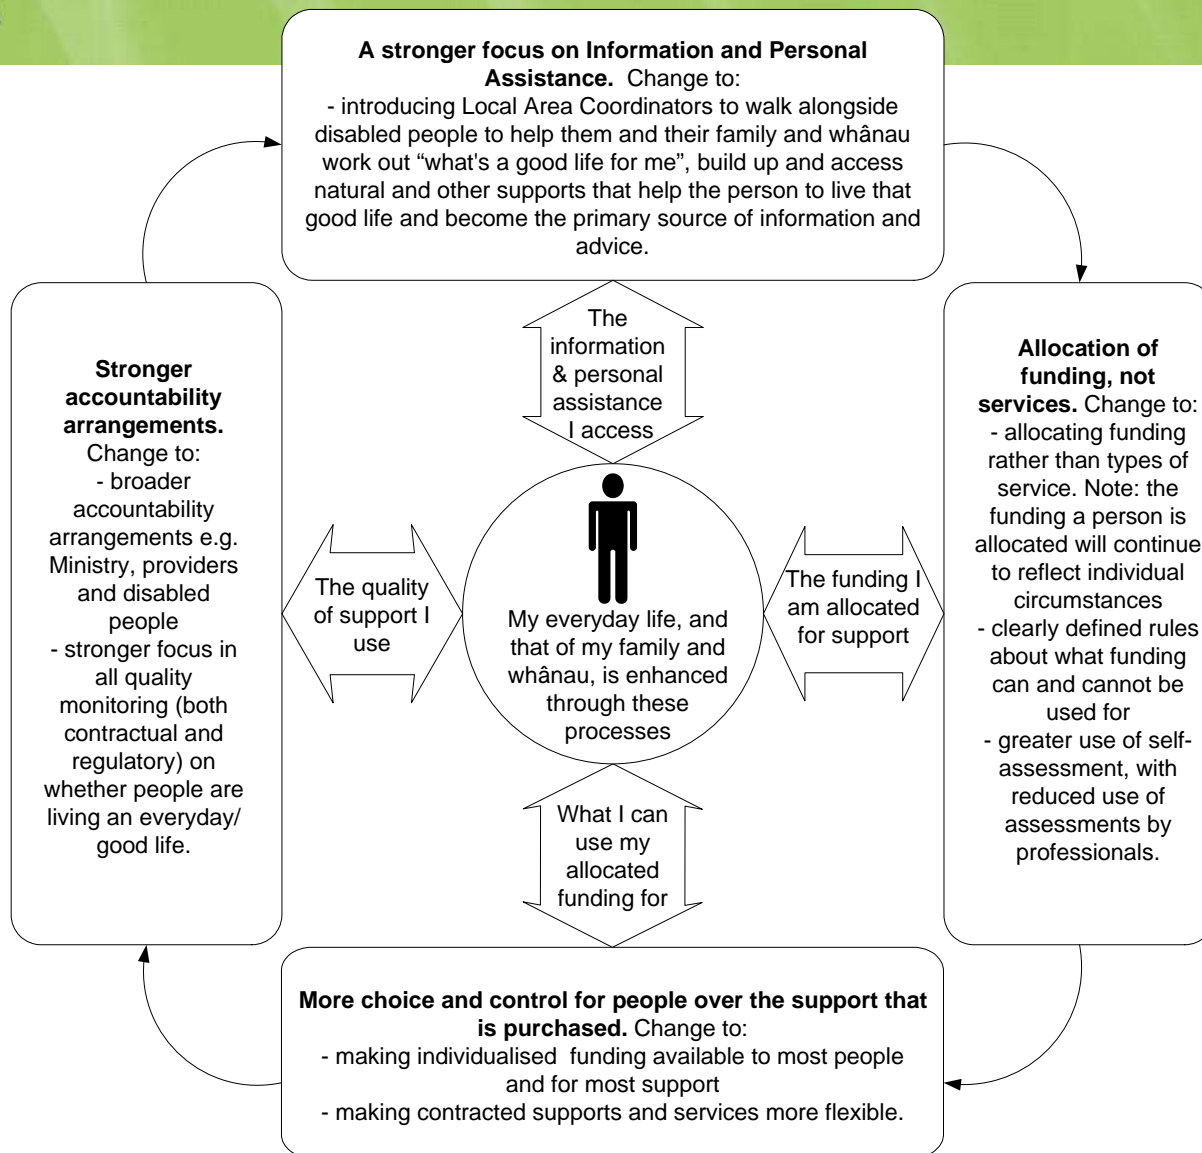 A stronger focus on Information and Personal
Assistance.  Change to:
- introducing Local Area Coordinators to walk alongside
disabled people to help them and their family and whânau
work out “what's a good life for me”, build up and access
natural and other supports that help the person to live that
good life and become the primary source of information and
advice.
The
information
& personal
assistance
I access
Stronger
accountability
arrangements.
Change to:
- broader
accountability
arrangements e.g.
Ministry, providers
and disabled
people
- stronger focus in
all quality
monitoring (both
contractual and
regulatory) on
whether people are
living an everyday/
good life.
The quality
of support I
use
My everyday life, and
that of my family and
whânau, is enhanced
through these
processes
The funding I
am allocated
for support
Allocation of
funding, not
services. Change to:
- allocating funding
rather than types of
service. Note: the
funding a person is
allocated will continue
to reflect individual
circumstances
- clearly defined rules
about what funding
can and cannot be
used for
- greater use of self-
assessment, with
reduced use of
assessments by
professionals.
What I can
use my
allocated
funding for
More choice and control for people over the support that
is purchased. Change to:
- making individualised  funding available to most people
and for most support
- making contracted supports and services more flexible.